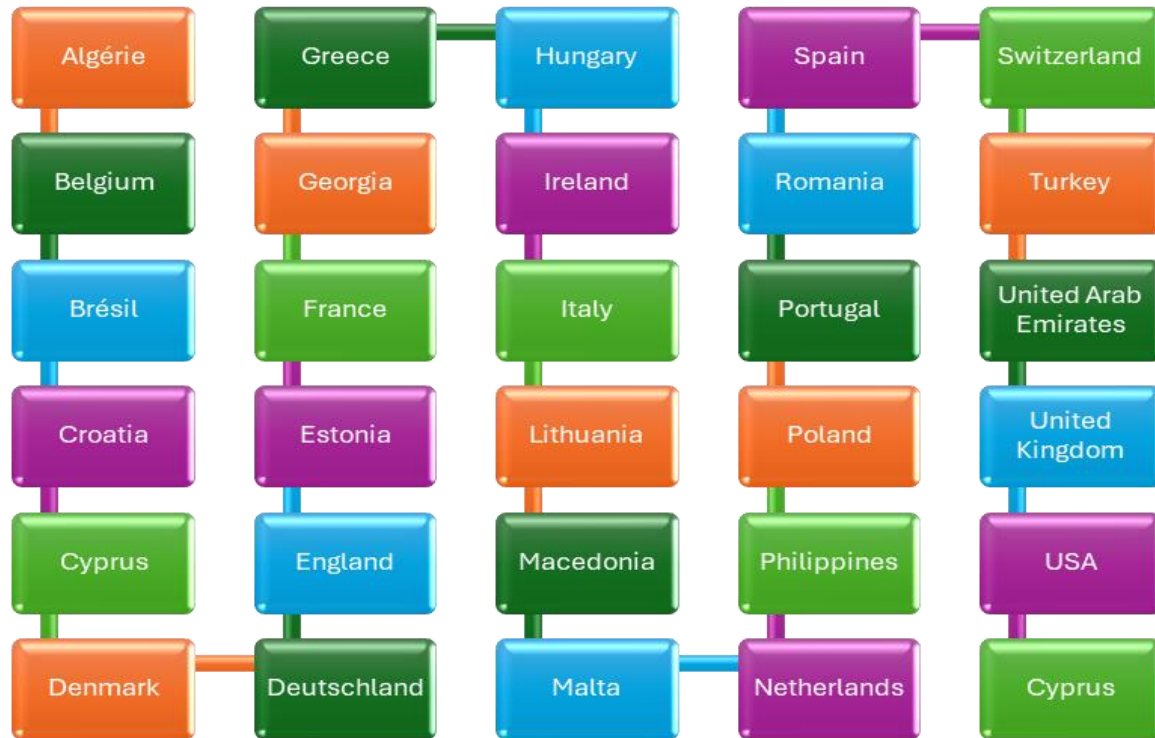 Algérie
Belgium
Brésil
Croatia
Cyprus
Denmark
Deutschland
England
Estonia
France
Georgia
Greece
Hungary
Ireland
Italy
Lithuania
Macedonia
Malta
Netherlands
Philippines
Poland
Portugal
Romania
Spain
Switzerland
Turkey
United Arab
Emirates
United
Kingdom
USA
Cyprus